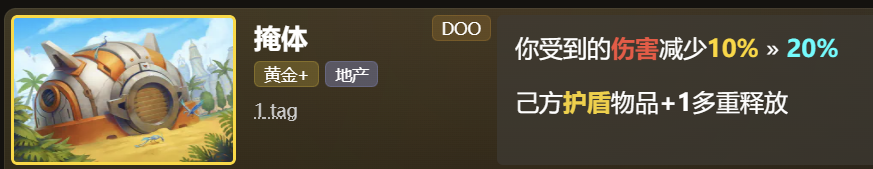 掩体
DOO
黄金+ 地产
1 tag
你受到的伤害减少10% » 20%
己方护盾物品+1多重释放